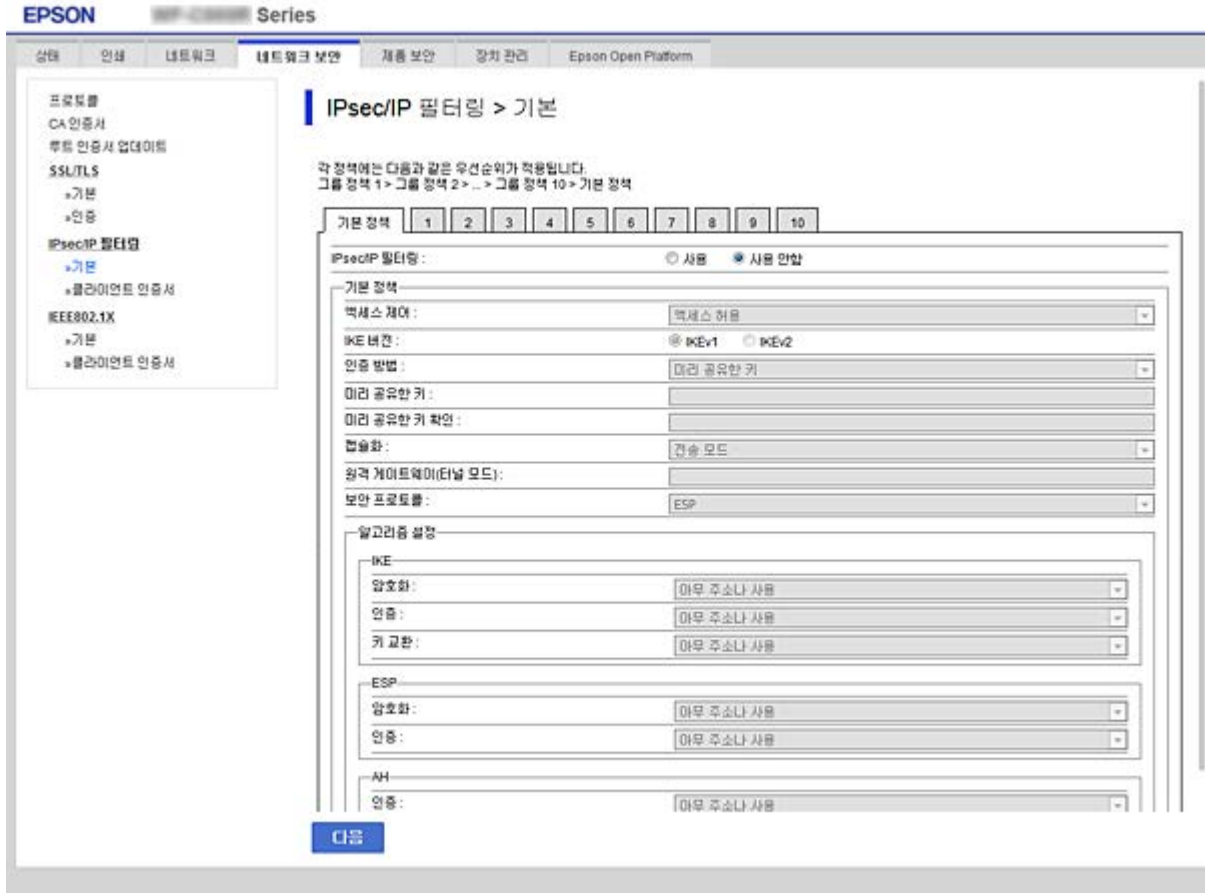 EPSON Series
상태 인쇄 네트워크 네트워크 보안 제품 보안 장치 관리 Epson Open Platform
프로토콜
CA 인증서
루트 인증서 업데이트
SSL/TLS
»기본
»인증
IPsec/IP 필터링
»기본
»클라이언트 인증서
IEEE802.1X
»기본
»클라이언트 인증서
IPsec/IP 필터링 > 기본
각 정책에는 다음과 같은 우선순위가 적용됩니다.
그룹 정책 1 > 그룹 정책 2 > ... > 그룹 정책 10 > 기본 정책
기본 정책 1 2 3 4 5 6 7 8 9 10
IPsec/IP 필터링 : 사용 사용 안함
기본 정책
액세스 제어 : 액세스 허용
IKE 버전 : IKEv1 IKEv2
인증 방법 : 미리 공유한 키
미리 공유한 키 :
미리 공유한 키 확인 :
캡슐화 : 전송 모드
원격 게이트웨이(터널 모드) :
보안 프로토콜 : ESP
알고리즘 설정
IKE
암호화 : 아무 주소나 사용
인증 : 아무 주소나 사용
키 교환 : 아무 주소나 사용
ESP
암호화 : 아무 주소나 사용
인증 : 아무 주소나 사용
AH
인증 : 아무 주소나 사용
다음